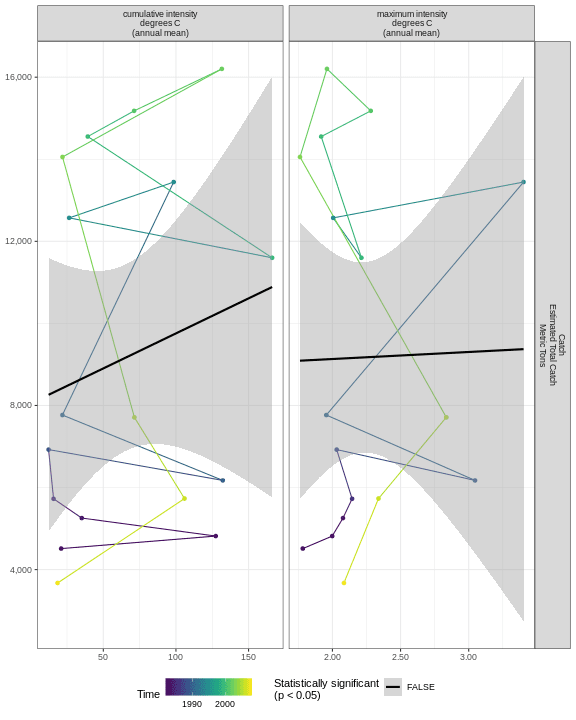 cumulative intensity
degrees C
(annual mean)
maximum intensity
degrees C
(annual mean)
16,000
12,000
8,000
4,000
Catch
Estimated Total Catch
Metric Tons
50
100
150
2.00
2.50
3.00
Time
1990
2000
Statistically significant
(p < 0.05)
FALSE